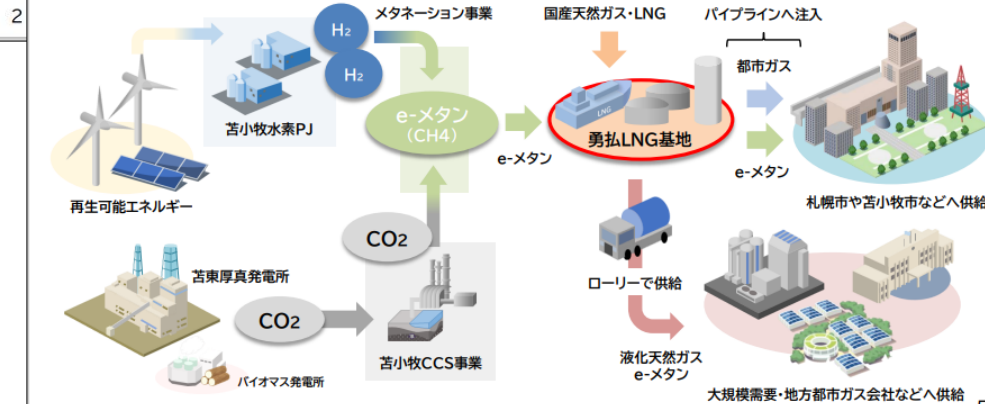 2
メタネーション事業
国産天然ガス・LNG
パイプラインへ注入
H2
H2
都市ガス
e-メタン
(CH4)
LNG
苫小牧水素PJ
勇払LNG基地
e-メタン
e-メタン
再生可能エネルギー
札幌市や苫小牧市などへ供給
CO2
苫東厚真発電所
ローリーで供給
CO2
苫小牧CCS事業
液化天然ガス
e-メタン
バイオマス発電所
大規模需要・地方都市ガス会社などへ供給